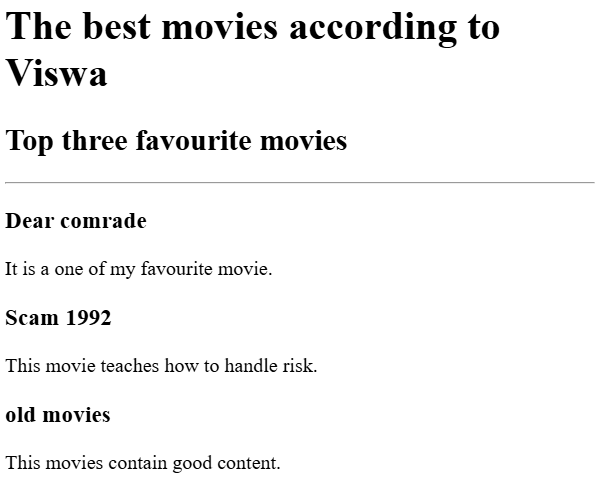 The best movies according to
Viswa
Top three favourite movies
Dear comrade
It is a one of my favourite movie.
Scam 1992
This movie teaches how to handle risk.
old movies
This movies contain good content.